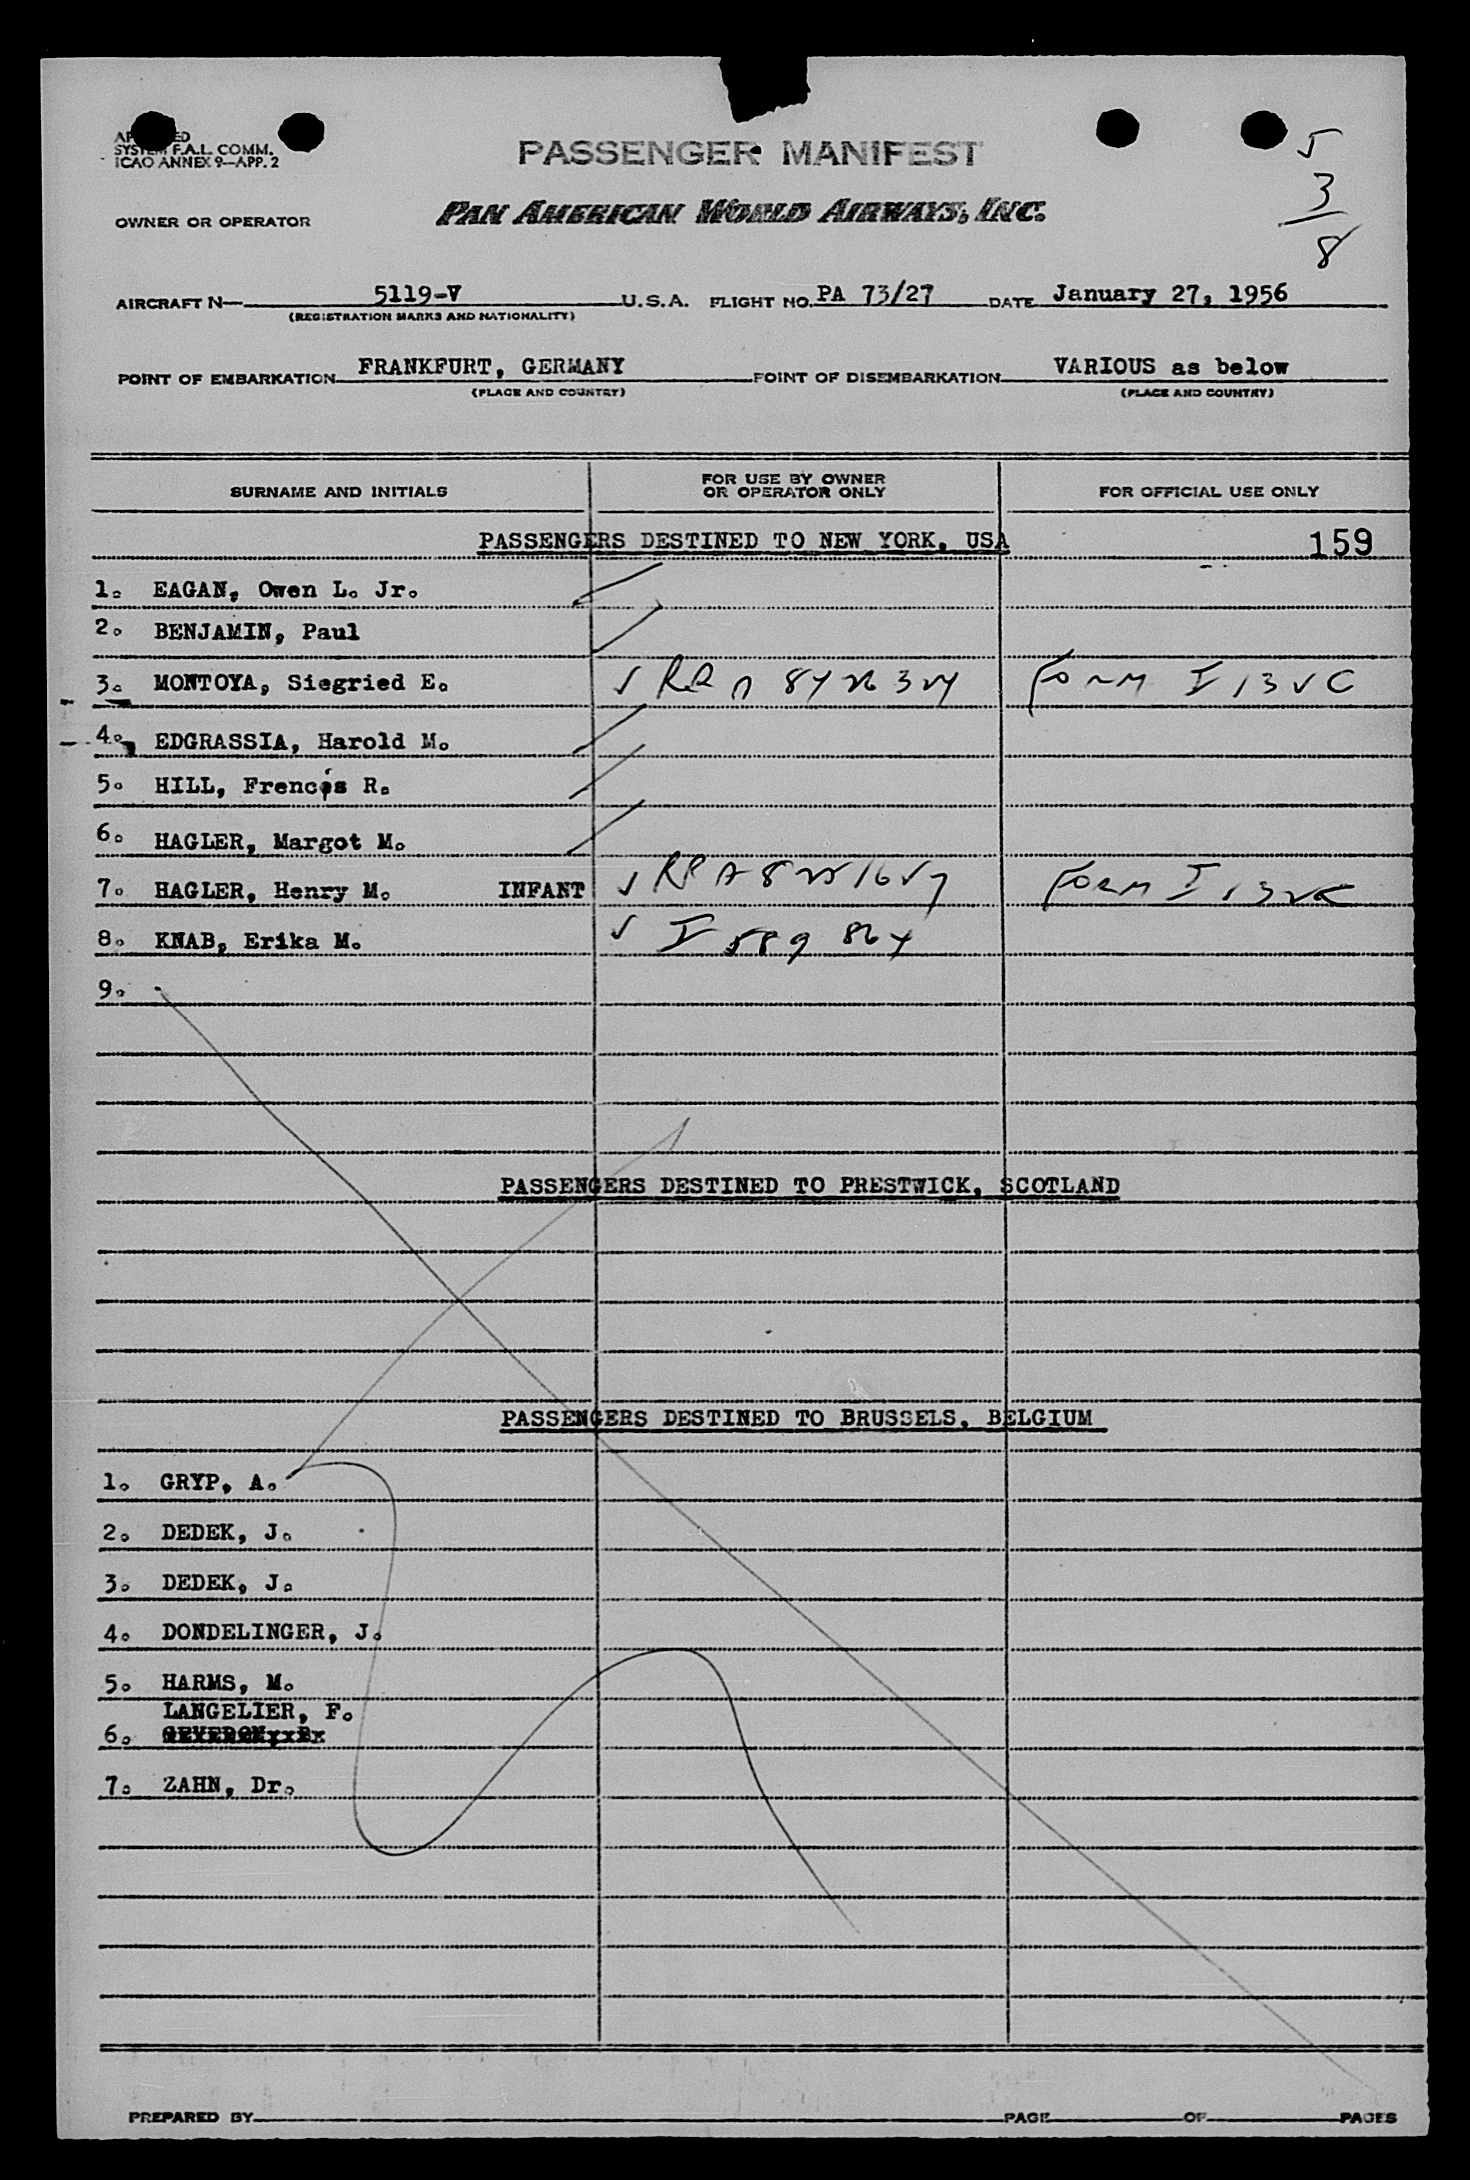 SYSTEM F.A.L. COMM.
ICAO ANNEX 9—APP. 2
PASSENGER MANIFEST
5
3
8
OWNER OR OPERATOR
PAN AMERICAN WORLD AIRWAYS, INC.
AIRCRAFT N— 5119-V U.S.A. FLIGHT NO. PA 73/27 DATE January 27, 1956
(REGISTRATION MARKS AND NATIONALITY)
POINT OF EMBARKATION FRANKFURT, GERMANY POINT OF DISEMBARKATION VARIOUS as below
(PLACE AND COUNTRY) (PLACE AND COUNTRY)
SURNAME AND INITIALS FOR USE BY OWNER OR OPERATOR ONLY FOR OFFICIAL USE ONLY
PASSENGERS DESTINED TO NEW YORK, USA 159
1. EAGAN, Owen L. Jr.
2. BENJAMIN, Paul
3. MONTOYA, Siegried E. FORM I
4. EDGRASSIA, Harold M.
5. HILL, Francis R.
6. HAGLER, Margot M.
7. HAGLER, Henry M. INFANT FORM I
8. KNAB, Erika M. I
9.
PASSENGERS DESTINED TO PRESTWICK, SCOTLAND
PASSENGERS DESTINED TO BRUSSELS, BELGIUM
1. GRYP, A.
2. DEDEK, J.
3. DEDEK, J.
4. DONDELINGER, J.
5. HARMS, M.
LANGELIER, F.
6.
7. ZAHN, Dr.
PREPARED BY PAGE OF PAGES